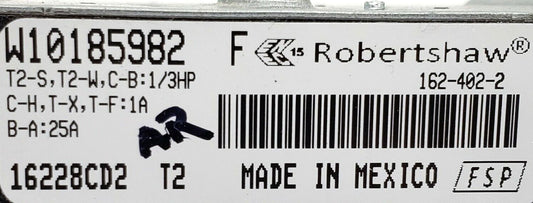 W10185982 F 15 Robertshaw®
T2-S,T2-W,C-B:1/3HP 162-402-2
C-H,T-X,T-F:1A
B-A:25A AR
16228CD2 T2 MADE IN MEXICO FSP